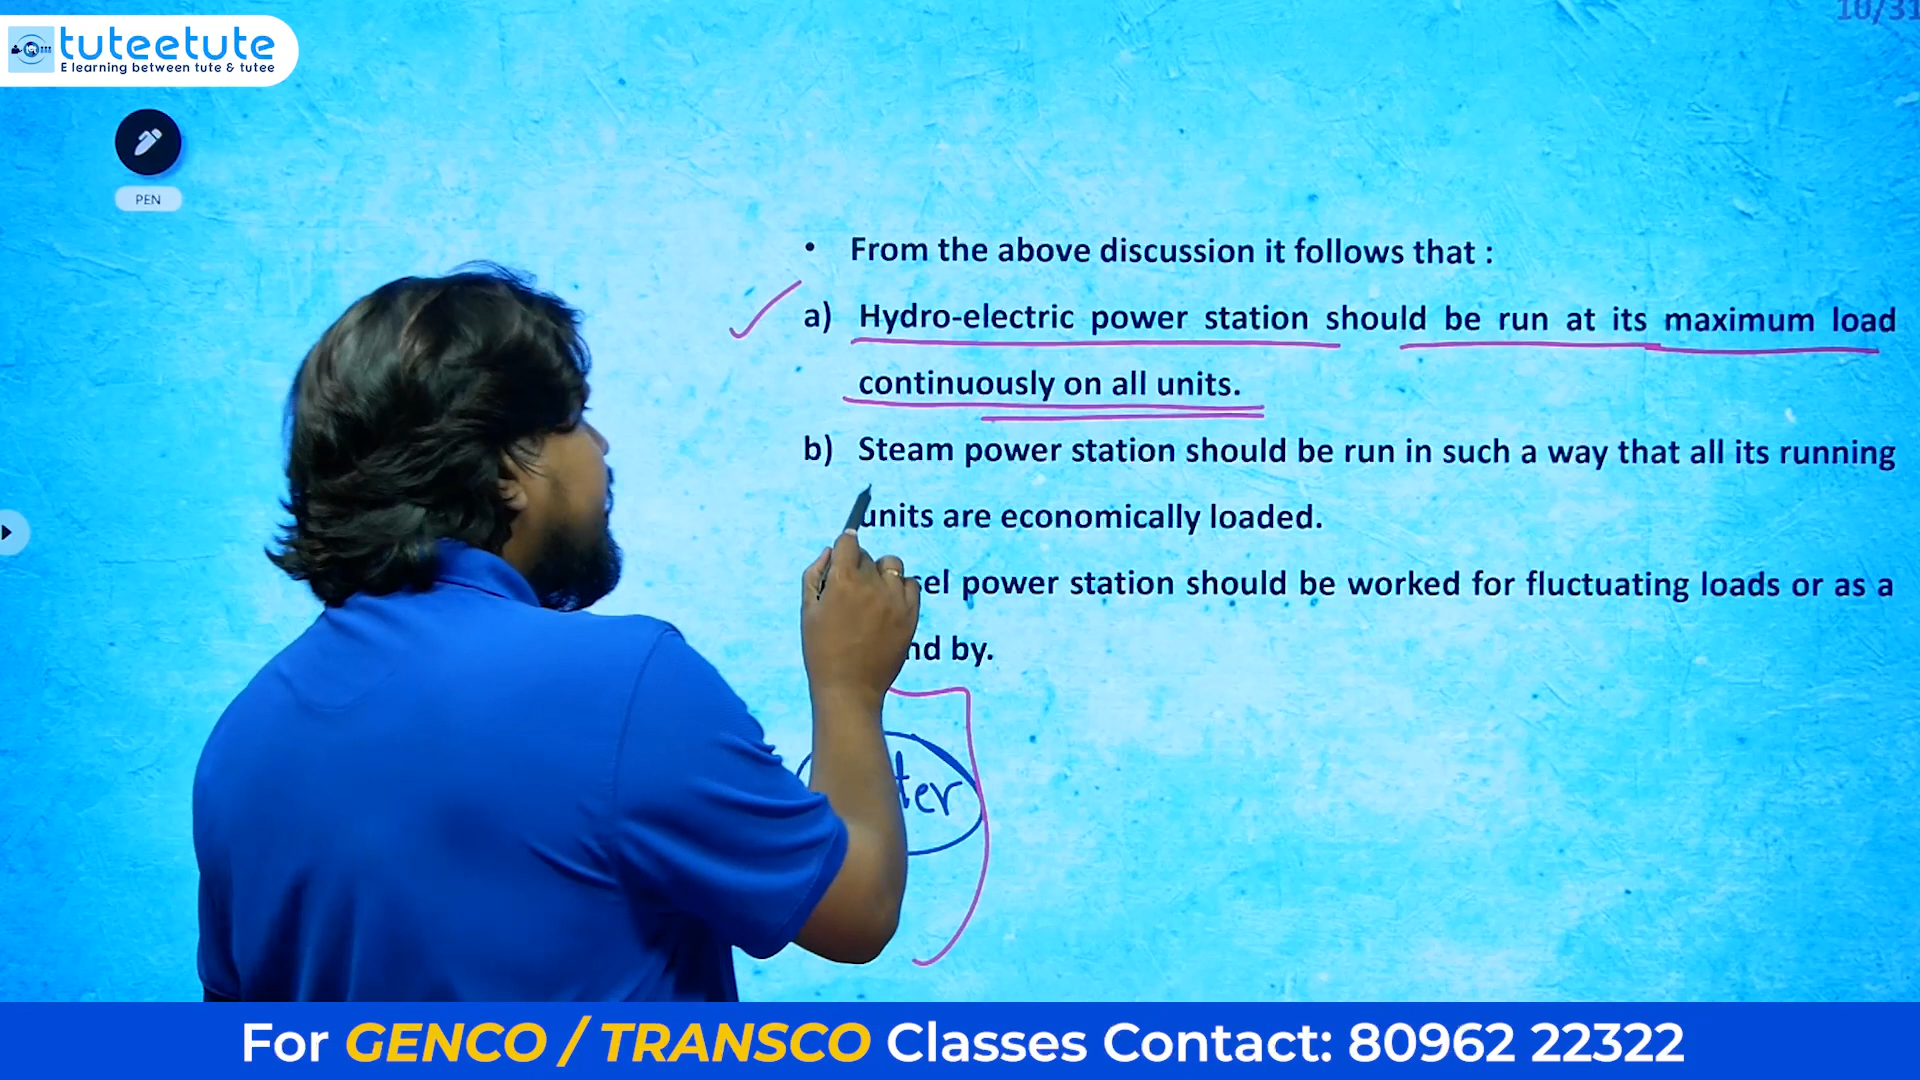 10/31
tuteetute
E learning between tute & tutee
PEN
• From the above discussion it follows that :
a) Hydro-electric power station should be run at its maximum load
continuously on all units.
b) Steam power station should be run in such a way that all its running
units are economically loaded.
power station should be worked for fluctuating loads or as a
by.
For GENCO / TRANSCO Classes Contact: 80962 22322